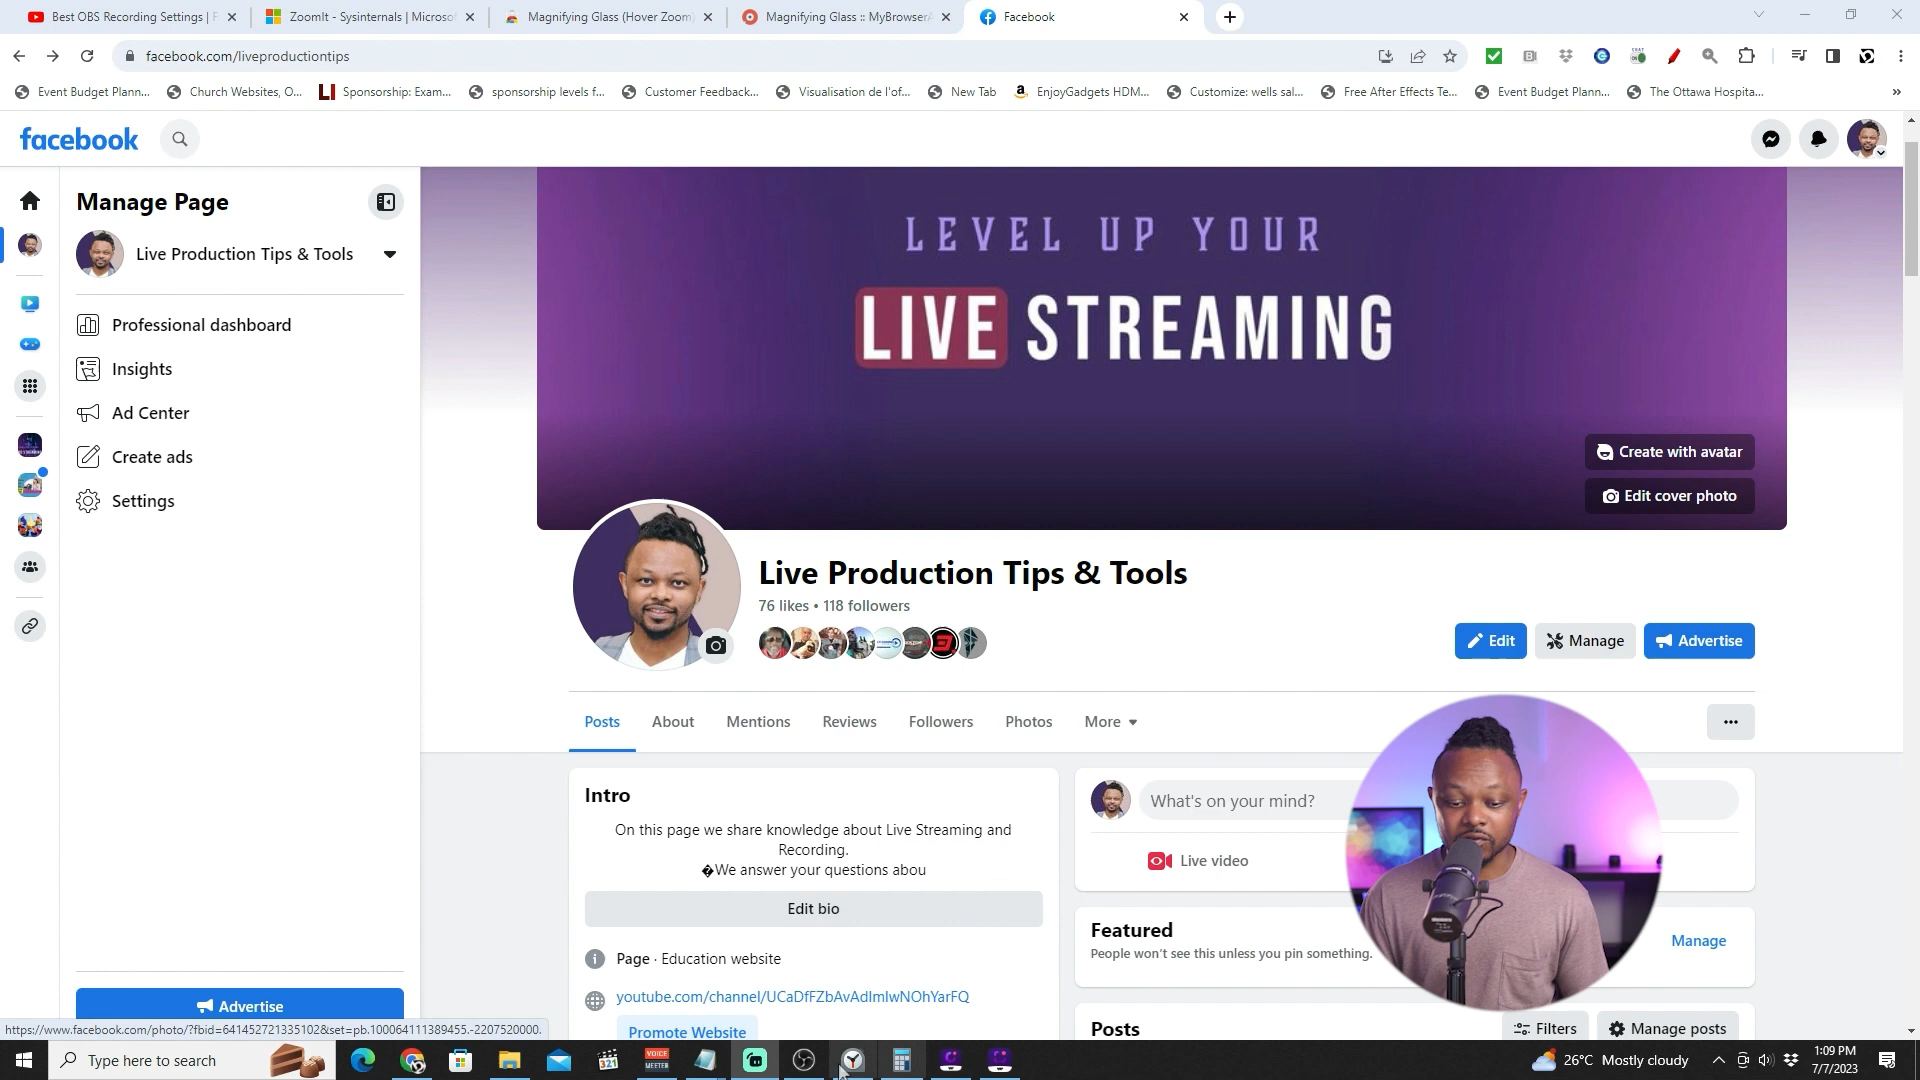 Best OBS Recording Settings | F
ZoomIt - Sysinternals | Microsof
Magnifying Glass (Hover Zoom)
Magnifying Glass :: MyBrowserA
Facebook
facebook.com/liveproductiontips
Event Budget Plann...
Church Websites, O...
LI
Sponsorship: Exam...
sponsorship levels f...
Customer Feedback...
Visualisation de l'of...
New Tab
EnjoyGadgets HDM...
Customize: wells sal...
Free After Effects Te...
Event Budget Plann...
The Ottawa Hospita...
facebook
Manage Page
Live Production Tips & Tools
Professional dashboard
Insights
Ad Center
Create ads
Settings
Advertise
LEVEL UP YOUR
LIVE STREAMING
Create with avatar
Edit cover photo
Live Production Tips & Tools
76 likes • 118 followers
Edit
Manage
Advertise
Posts
About
Mentions
Reviews
Followers
Photos
More
Intro
On this page we share knowledge about Live Streaming and
Recording.
�We answer your questions abou
Edit bio
Page · Education website
youtube.com/channel/UCaDfFZbAvAdImlwNOhYarFQ
Promote Website
What's on your mind?
Live video
Featured
People won't see this unless you pin something.
Manage
Posts
Filters
Manage posts
https://www.facebook.com/photo/?fbid=641452721335102&set=pb.100064111389455.-2207520000.
Type here to search
321
VOICE
MEETER
26°C Mostly cloudy
1:09 PM
7/7/2023